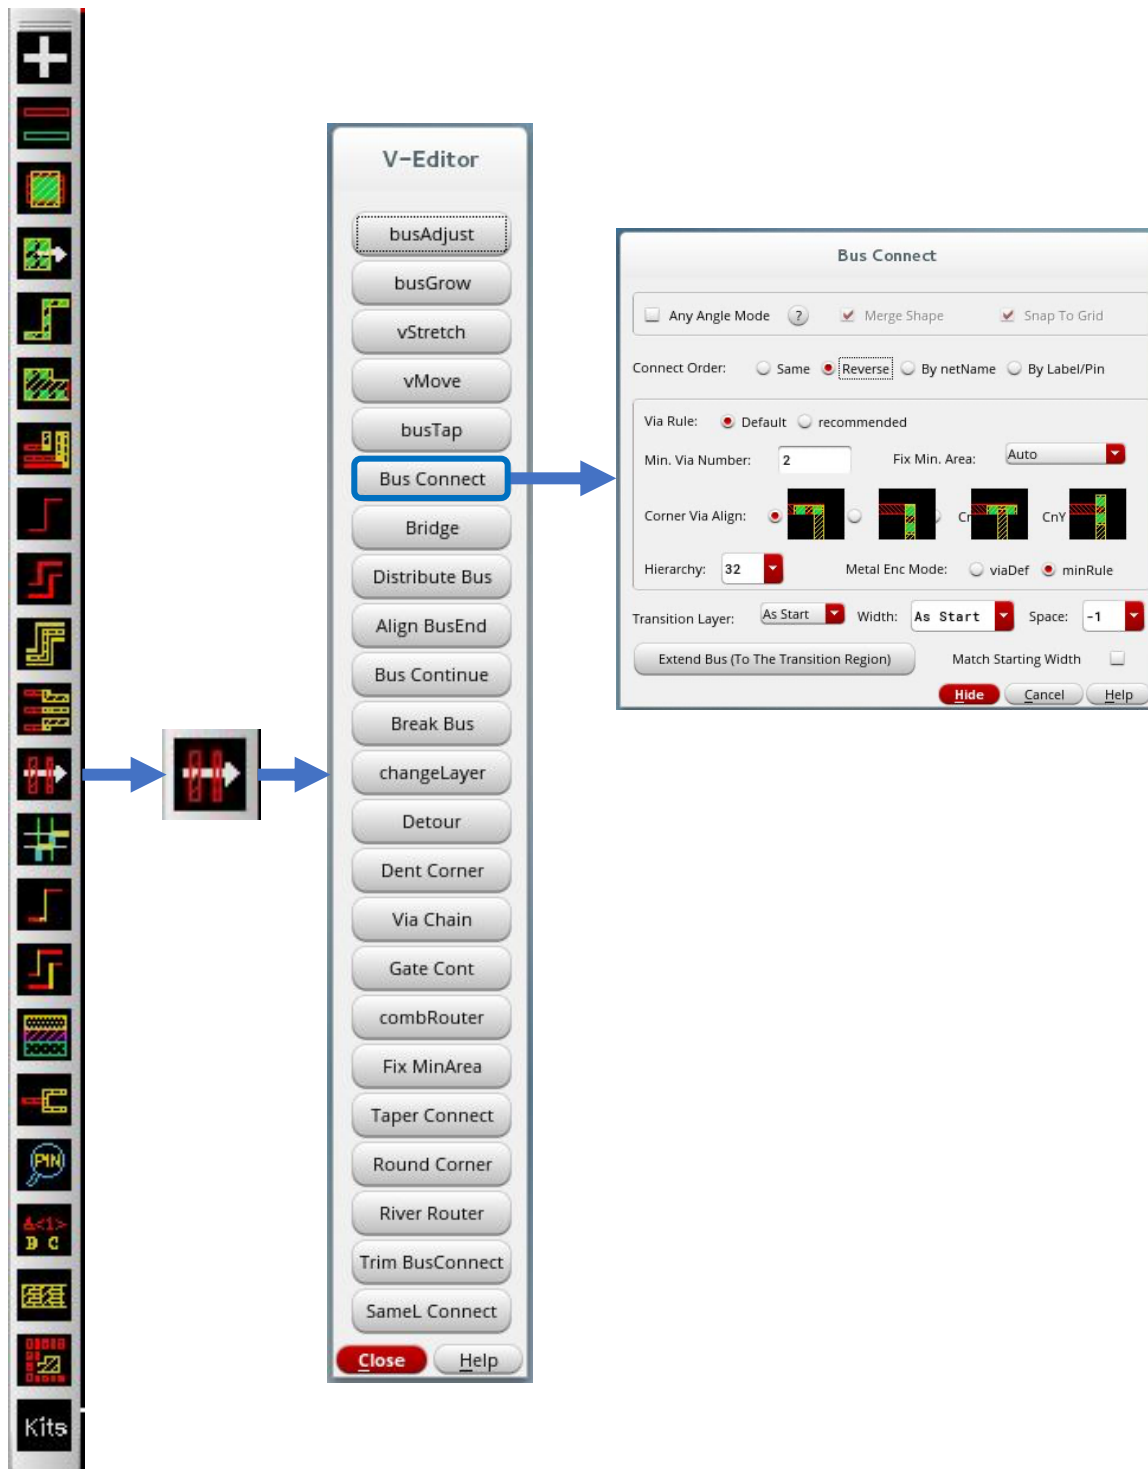 PIN
A<1>
B C
Kits
V-Editor
busAdjust
busGrow
vStretch
vMove
busTap
Bus Connect
Bridge
Distribute Bus
Align BusEnd
Bus Continue
Break Bus
changeLayer
Detour
Dent Corner
Via Chain
Gate Cont
combRouter
Fix MinArea
Taper Connect
Round Corner
River Router
Trim BusConnect
SameL Connect
Close Help
Bus Connect
Any Angle Mode ? Merge Shape Snap To Grid
Connect Order: Same Reverse By netName By Label/Pin
Via Rule: Default recommended
Min. Via Number: 2 Fix Min. Area: Auto
Corner Via Align: CnY
Hierarchy: 32 Metal Enc Mode: viaDef minRule
Transition Layer: As Start Width: As Start Space: -1
Extend Bus (To The Transition Region) Match Starting Width
Hide Cancel Help